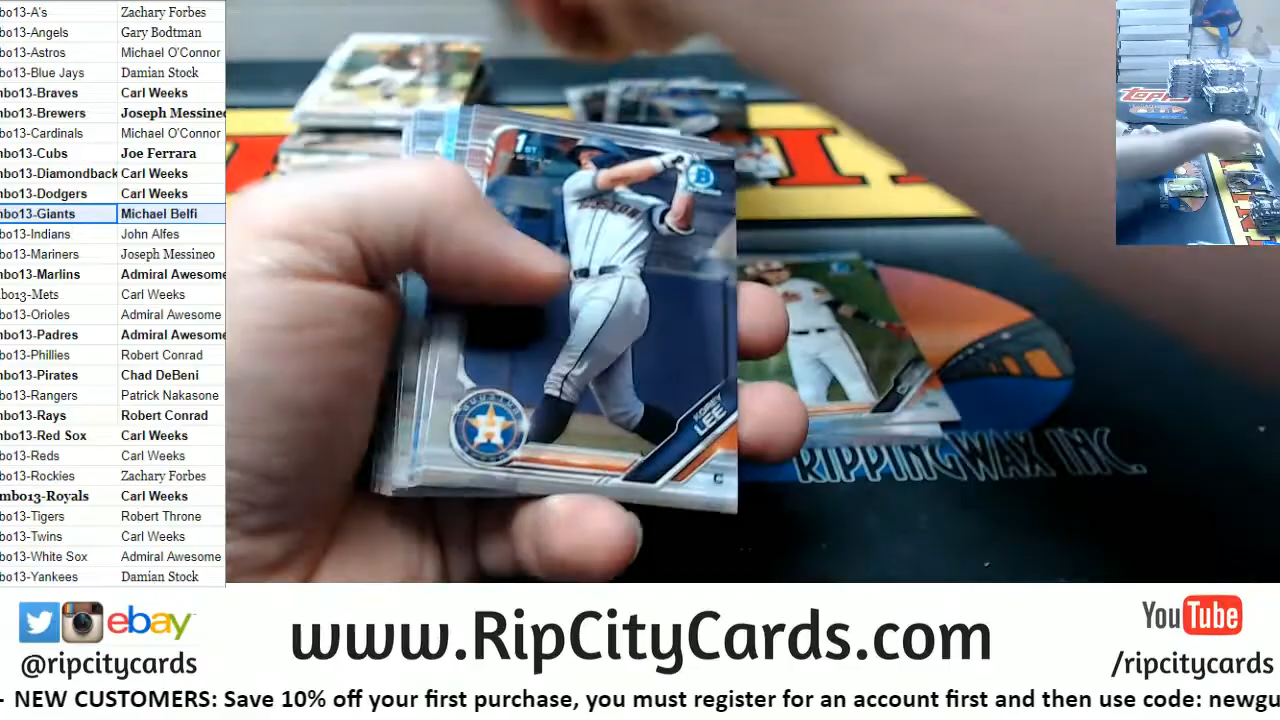 bo13-A's Zachary Forbes
bo13-Angels Gary Bodtman
bo13-Astros Michael O'Connor
bo13-Blue Jays Damian Stock
nbo13-Braves Carl Weeks
nbo13-Brewers Joseph Messineo
bo13-Cardinals Michael O'Connor
nbo13-Cubs Joe Ferrara
nbo13-Diamondback Carl Weeks
nbo13-Dodgers Carl Weeks
nbo13-Giants Michael Belfi
bo13-Indians John Alfes
bo13-Mariners Joseph Messineo
nbo13-Marlins Admiral Awesome
bo13-Mets Carl Weeks
bo13-Orioles Admiral Awesome
nbo13-Padres Admiral Awesome
bo13-Phillies Robert Conrad
nbo13-Pirates Chad DeBeni
bo13-Rangers Patrick Nakasone
nbo13-Rays Robert Conrad
nbo13-Red Sox Carl Weeks
bo13-Reds Carl Weeks
bo13-Rockies Zachary Forbes
mbo13-Royals Carl Weeks
bo13-Tigers Robert Throne
bo13-Twins Carl Weeks
bo13-White Sox Admiral Awesome
bo13-Yankees Damian Stock
1ST
B
KOREY
LEE
C
Topps
RIPPINGWAX INC.
ebay
@ripcitycards
www.RipCityCards.com
YouTube
/ripcitycards
- NEW CUSTOMERS: Save 10% off your first purchase, you must register for an account first and then use code: newgu